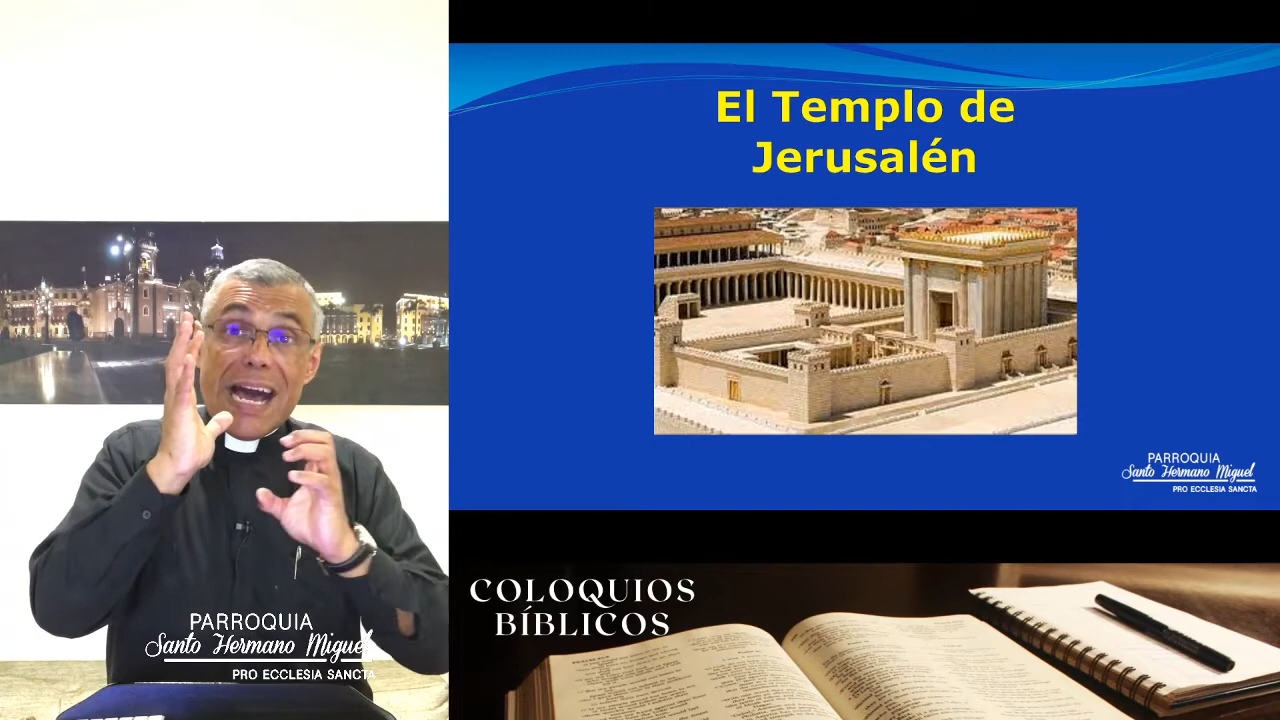 El Templo de
Jerusalén
PARROQUIA
Santo Hermano Miguel
PRO ECCLESIA SANCTA
COLOQUIOS
BÍBLICOS
PARROQUIA
Santo Hermano Miguel
PRO ECCLESIA SANCTA